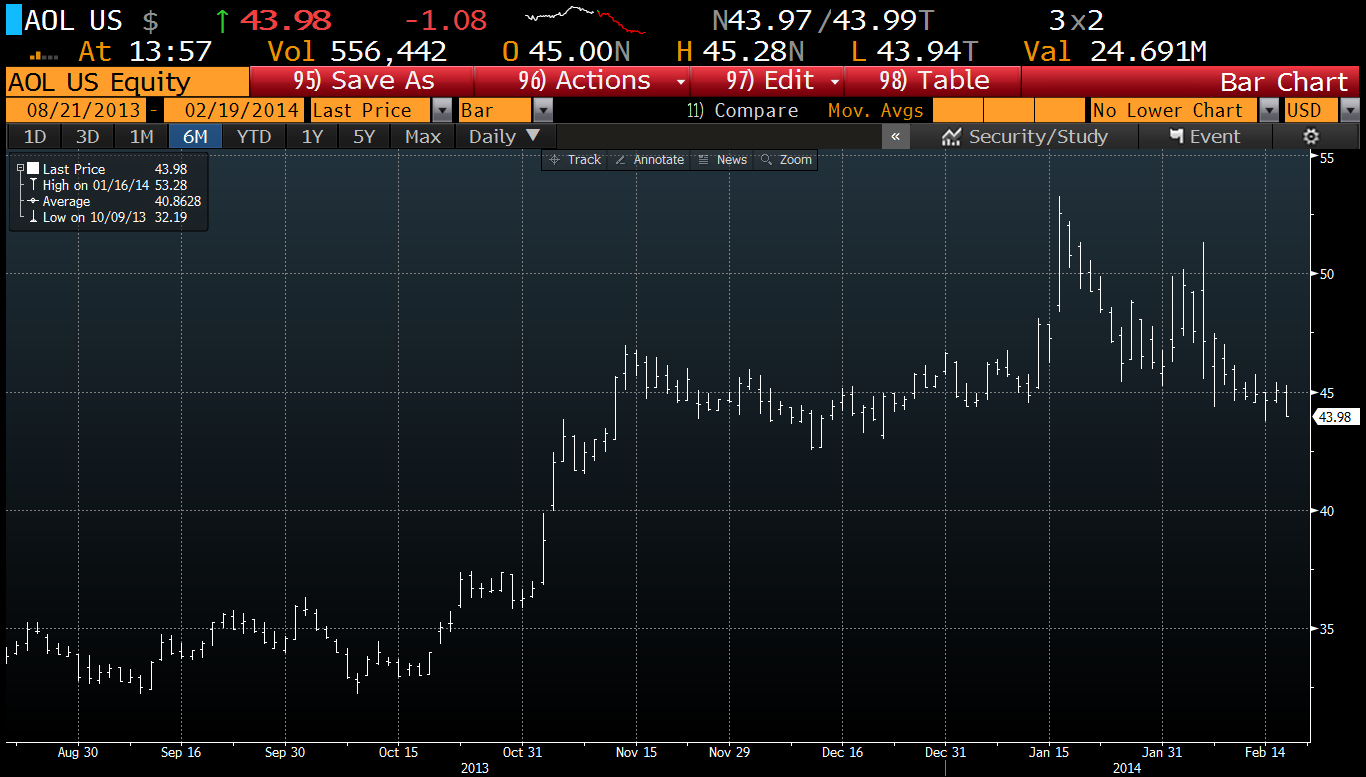 AOL US $ ↑ 43.98 -1.08 N43.97 /43.99T 3x2
At 13:57 Vol 556,442 O 45.00N H 45.28N L 43.94T Val 24.691M
AOL US Equity 95) Save As 96) Actions 97) Edit 98) Table Bar Chart
08/21/2013 - 02/19/2014 Last Price Bar 11) Compare Mov. Avgs No Lower Chart USD
1D 3D 1M 6M YTD 1Y 5Y Max Daily ▼ « Security/Study Event
Track Annotate News Zoom
Last Price 43.98
High on 01/16/14 53.28
Average 40.8628
Low on 10/09/13 32.19
55
50
45
43.98
40
35
Aug 30 Sep 16 Sep 30 Oct 15 Oct 31 Nov 15 Nov 29 Dec 16 Dec 31 Jan 15 Jan 31 Feb 14
2013 2014